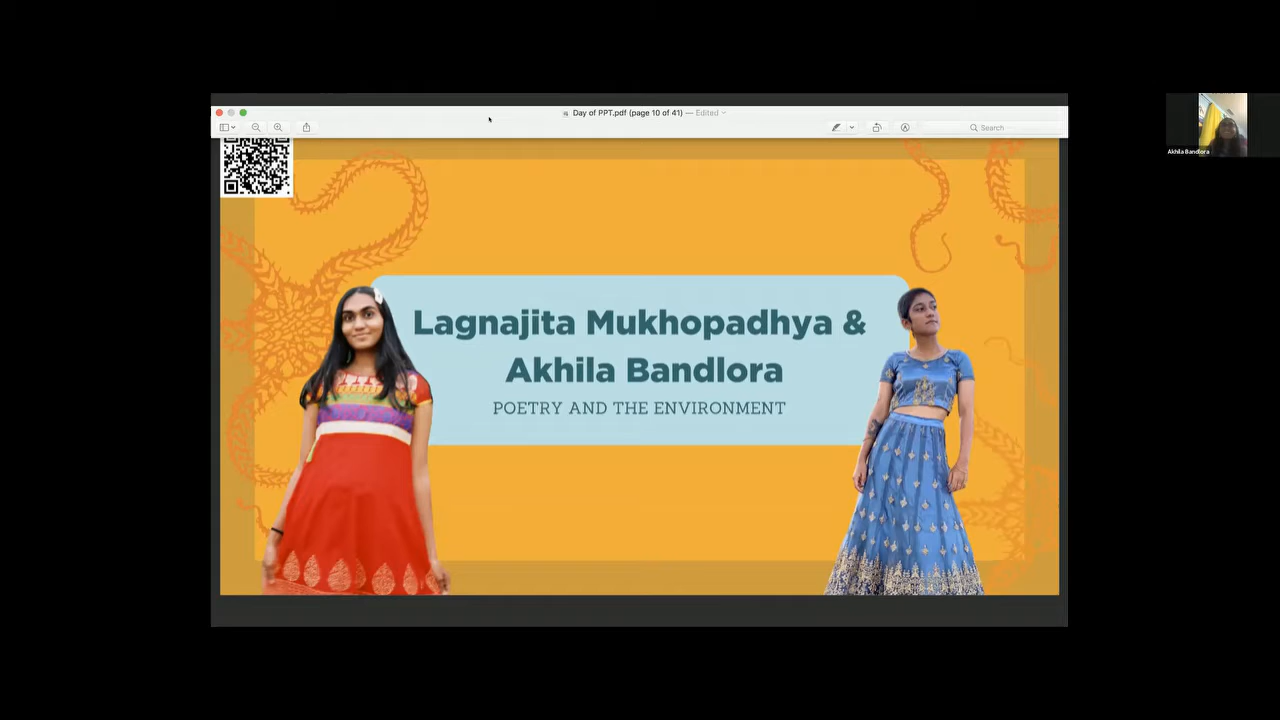 Day of PPT.pdf (page 10 of 41) — Edited
Search
Akhila Bandlora
Lagnajita Mukhopadhya &
Akhila Bandlora
POETRY AND THE ENVIRONMENT